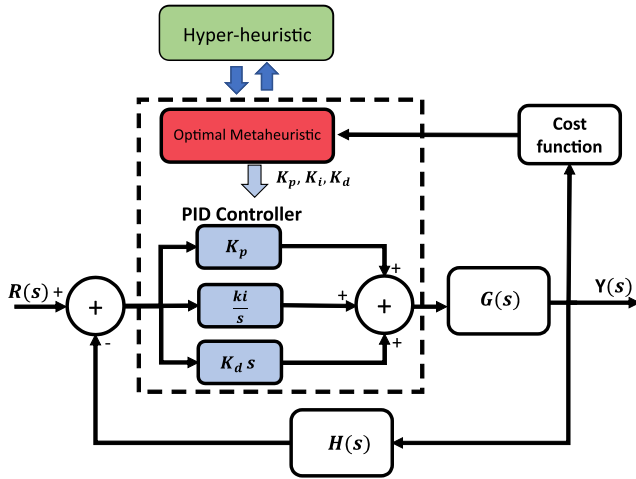 Hyper-heuristic
Optimal Metaheuristic
Cost
function
K_p, K_i, K_d
PID Controller
K_p
R(s) +
+
ki
s
+
+
+
G(s)
Y(s)
-
K_d s
+
H(s)